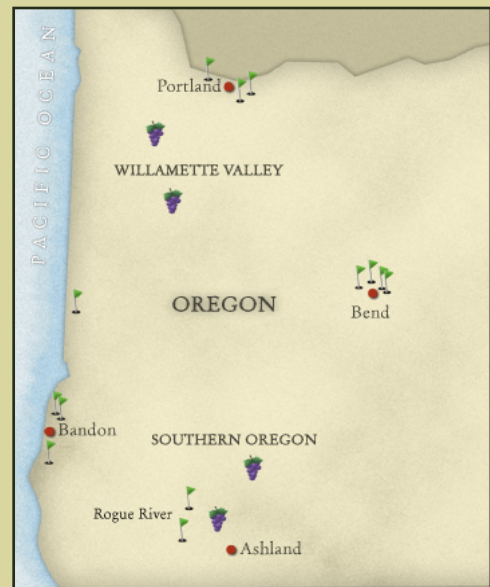 PACIFIC OCEAN
Portland
WILLAMETTE VALLEY
OREGON
Bend
Bandon
SOUTHERN OREGON
Rogue River
Ashland